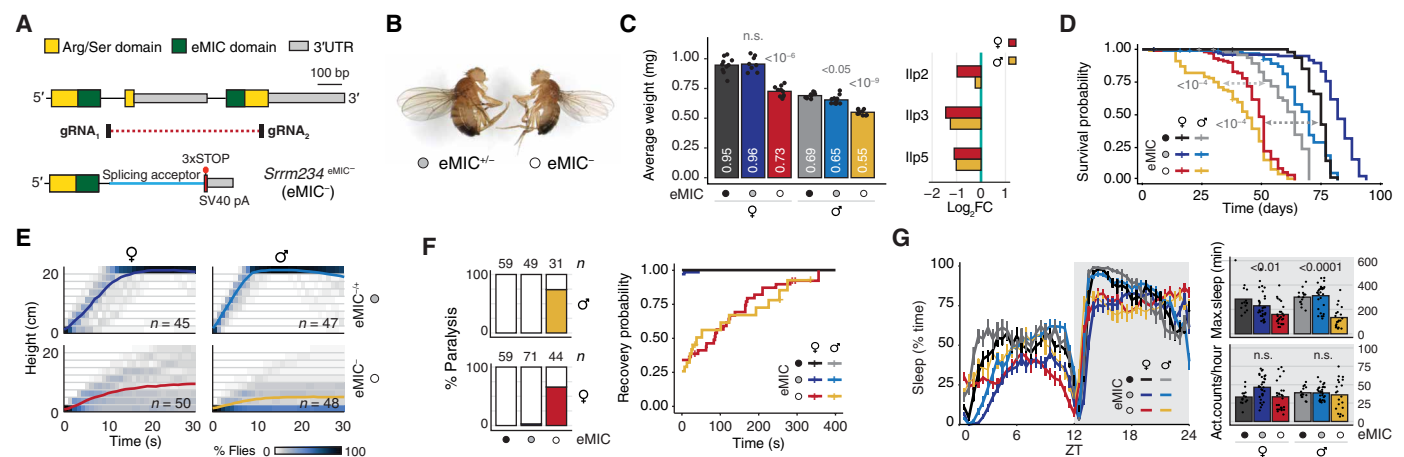 A
Arg/Ser domain
eMIC domain
3′UTR
100 bp
5′
3′
gRNA1
gRNA2
3xSTOP
5′
Splicing acceptor
SV40 pA
Srrm234 eMIC−
(eMIC−)
B
eMIC+/−
eMIC−
C
Average weight (mg)
1.00
0.75
0.50
0.25
0.00
n.s.
<10−6
<0.05
<10−9
0.95
0.96
0.73
0.69
0.65
0.55
eMIC
♀
♂
♀
♂
Ilp2
Ilp3
Ilp5
−2
−1
0
1
Log2FC
D
Survival probability
1.00
0.75
0.50
0.25
0.00
<10−4
<10−4
♀ ♂
eMIC
0
25
50
75
100
Time (days)
E
♀
♂
Height (cm)
20
0
20
0
n = 45
n = 47
n = 50
n = 48
eMIC−/+
eMIC−
0
10
20
30
0
10
20
30
Time (s)
% Flies
0
100
F
% Paralysis
59 49 31 n
100
0
♂
59 71 44 n
100
0
♀
eMIC
Recovery probability
1.00
0.75
0.50
0.25
0.00
♀ ♂
eMIC
0
100
200
300
400
Time (s)
G
Sleep (% time)
100
75
50
25
0
♀ ♂
eMIC
0
6
12
18
24
ZT
Max.sleep (min)
<0.01
<0.0001
600
400
200
0
Act.counts/hour
n.s.
n.s.
100
75
50
25
0
eMIC
♀
♂